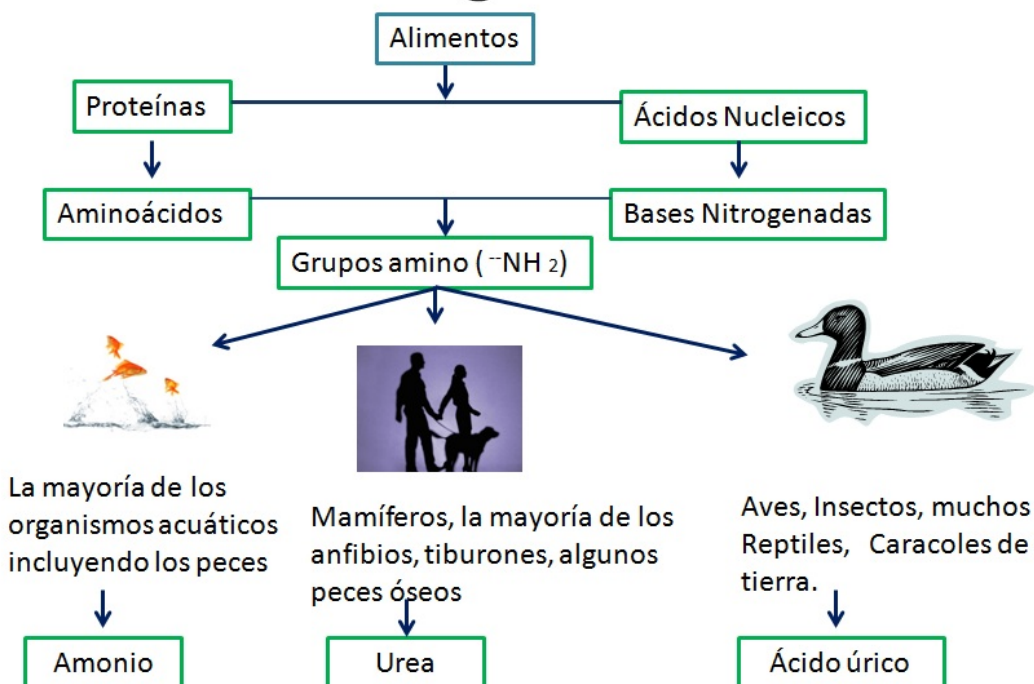 Alimentos
Proteínas
Ácidos Nucleicos
Aminoácidos
Bases Nitrogenadas
Grupos amino ( --NH 2)
La mayoría de los
organismos acuáticos
incluyendo los peces
Mamíferos, la mayoría de los
anfibios, tiburones, algunos
peces óseos
Aves, Insectos, muchos
Reptiles, Caracoles de
tierra.
Amonio
Urea
Ácido úrico